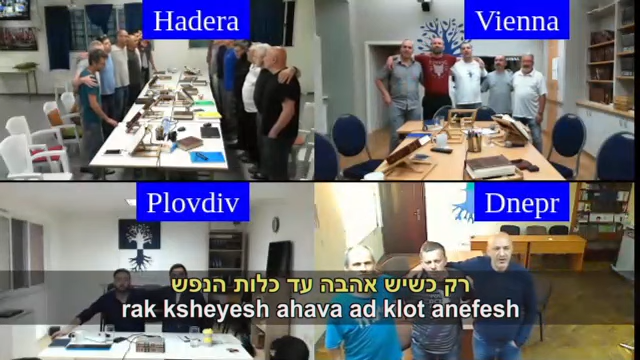 Hadera
Vienna
Plovdiv
Dnepr
רק כשיש אהבה עד כלות הנפש
rak ksheyesh ahava ad klot anefesh